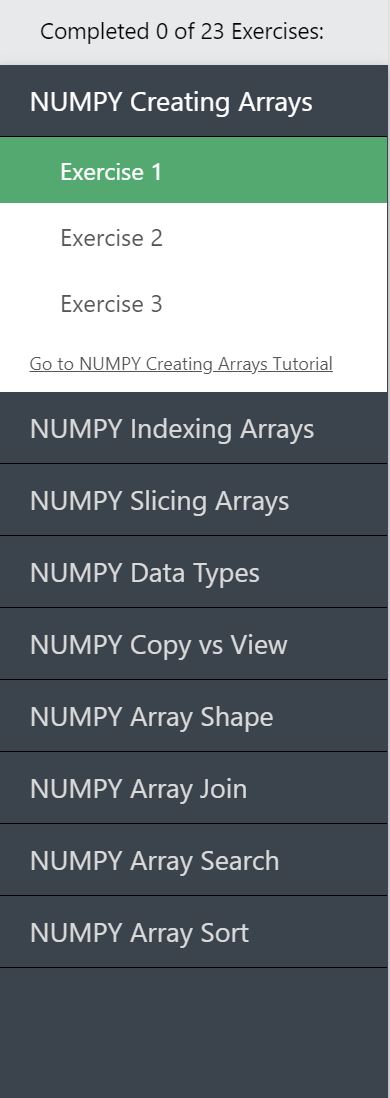 Completed 0 of 23 Exercises:
NUMPY Creating Arrays
Exercise 1
Exercise 2
Exercise 3
Go to NUMPY Creating Arrays Tutorial
NUMPY Indexing Arrays
NUMPY Slicing Arrays
NUMPY Data Types
NUMPY Copy vs View
NUMPY Array Shape
NUMPY Array Join
NUMPY Array Search
NUMPY Array Sort